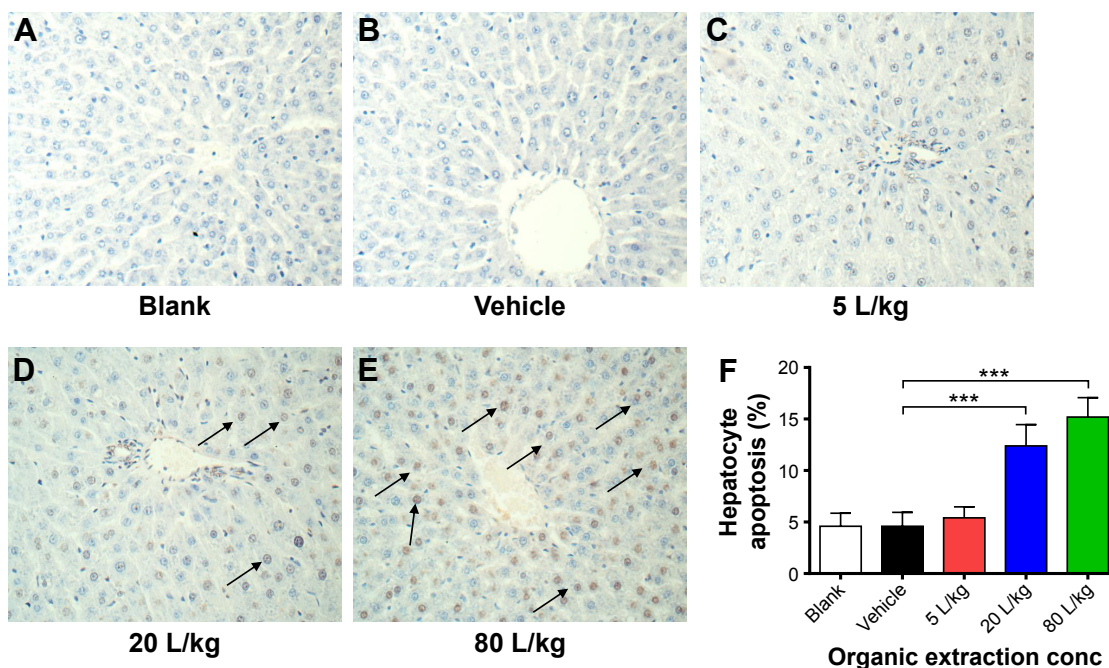 A
B
C
Blank
Vehicle
5 L/kg
D
E
F
20 L/kg
80 L/kg
Hepatocyte
apoptosis (%)
20
15
10
5
0
***
***
Blank
Vehicle
5 L/kg
20 L/kg
80 L/kg
Organic extraction conc